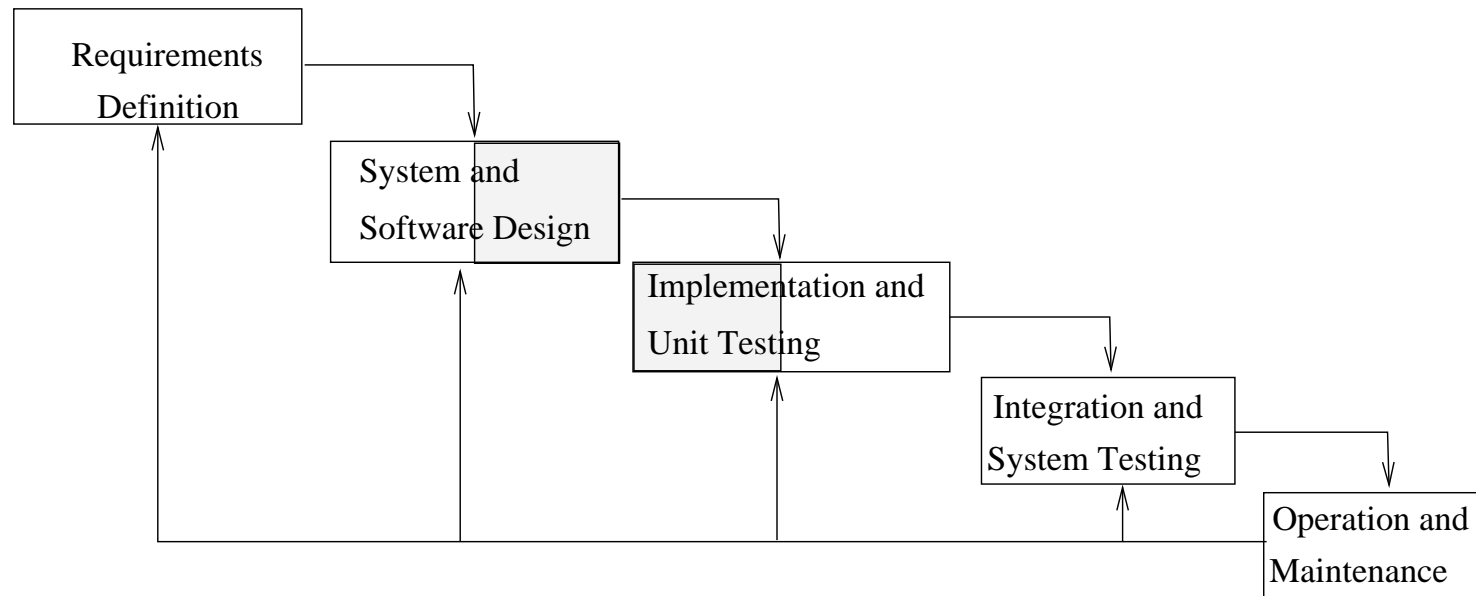 Requirements
Definition
System and
Software Design
Implementation and
Unit Testing
Integration and
System Testing
Operation and
Maintenance